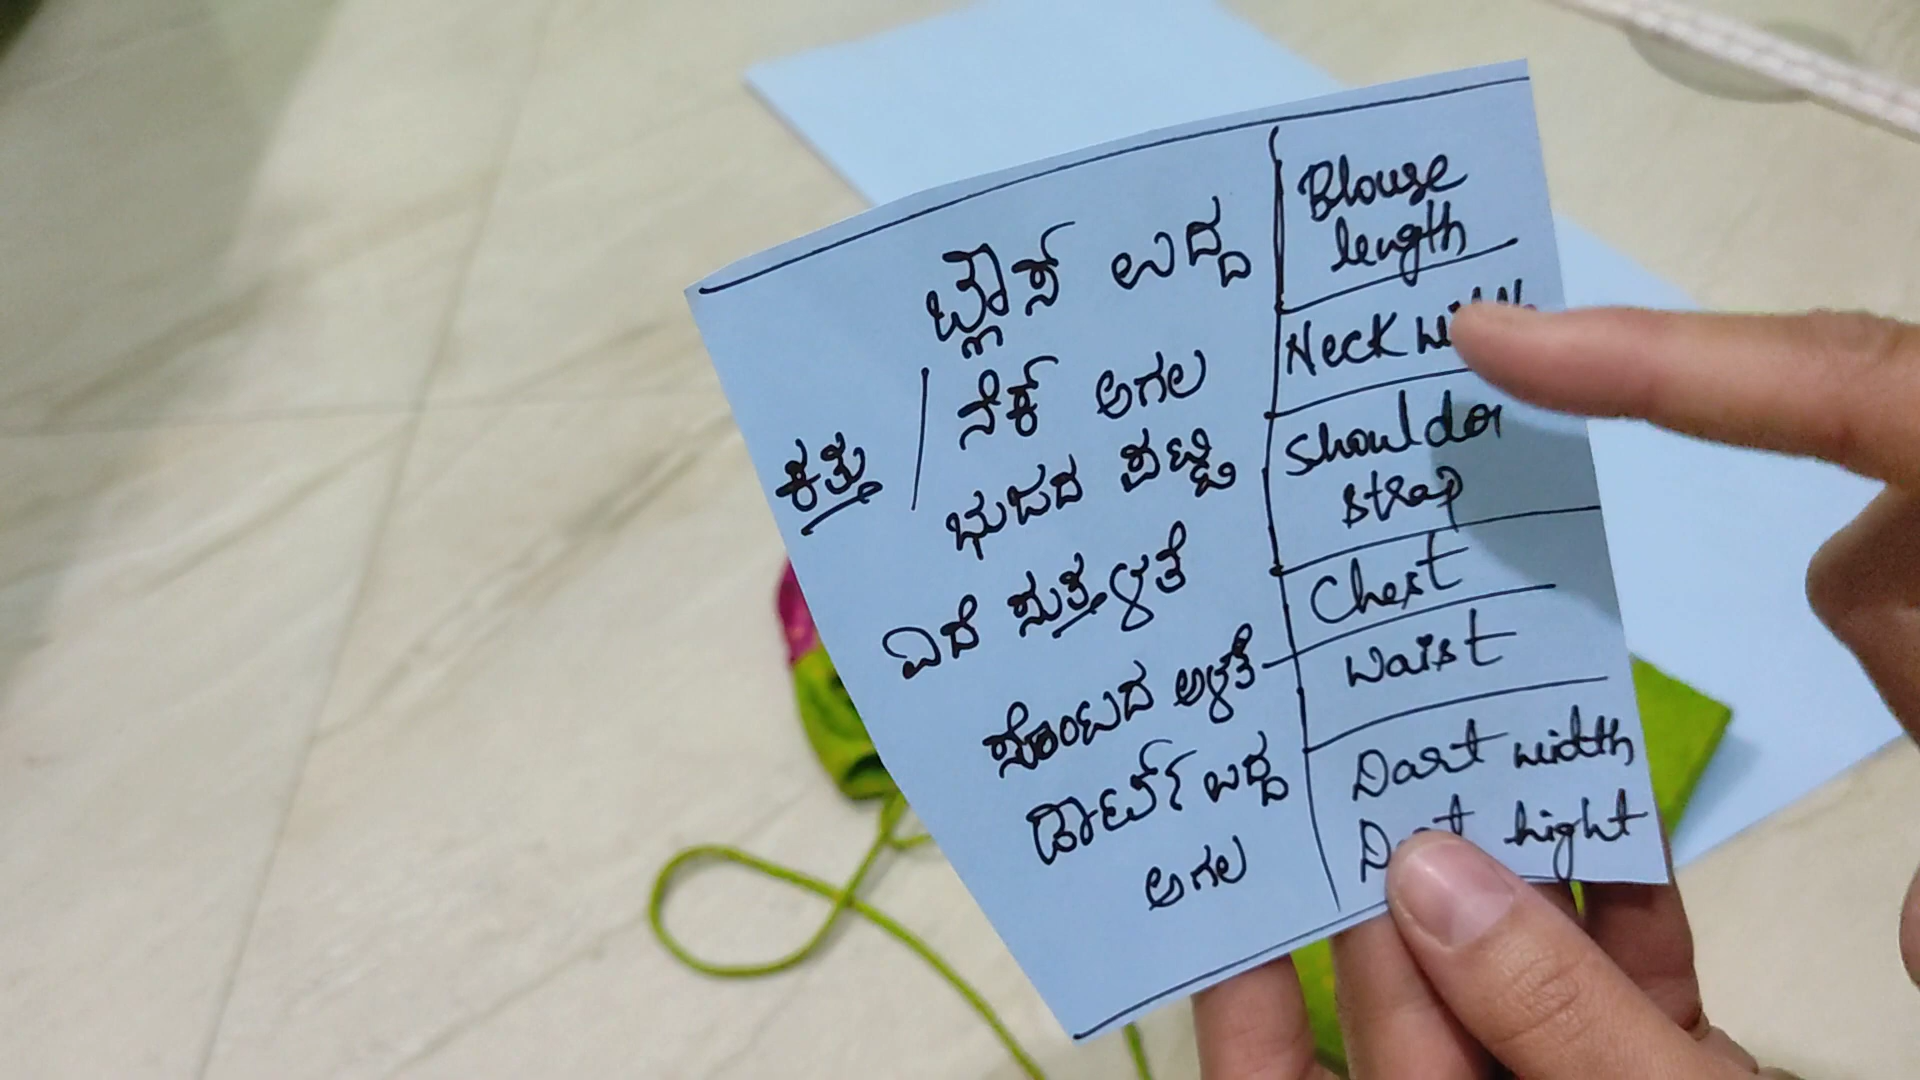 ಬ್ಲೌಸ್ ಉದ್ದ
Blouse
length
ಕತ್ತು / ನೆಕ್ ಅಗಲ
Neck
ಭುಜದ ಪಟ್ಟಿ
Shoulder
strap
ಎದೆ ಸುತ್ತಳತೆ
Chest
ಸೊಂಟದ ಅಳತೆ
Waist
ಡಾರ್ಟ್ ಉದ್ದ
Dart width
ಅಗಲ
hight